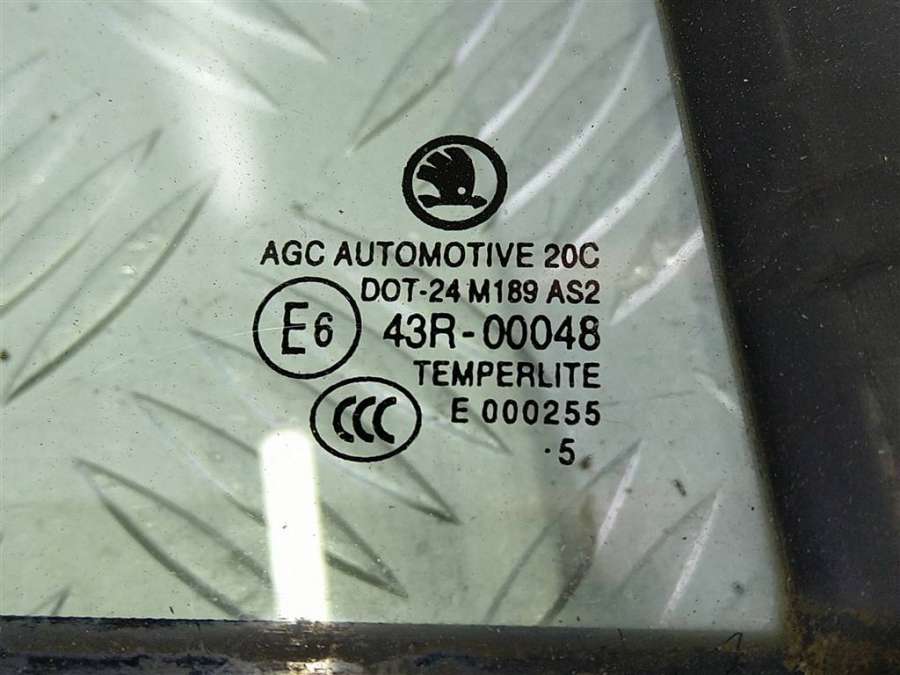 AGC AUTOMOTIVE 20C
DOT-24 M189 AS2
E6 43R-00048
TEMPERLITE
CCC E 000255
·5